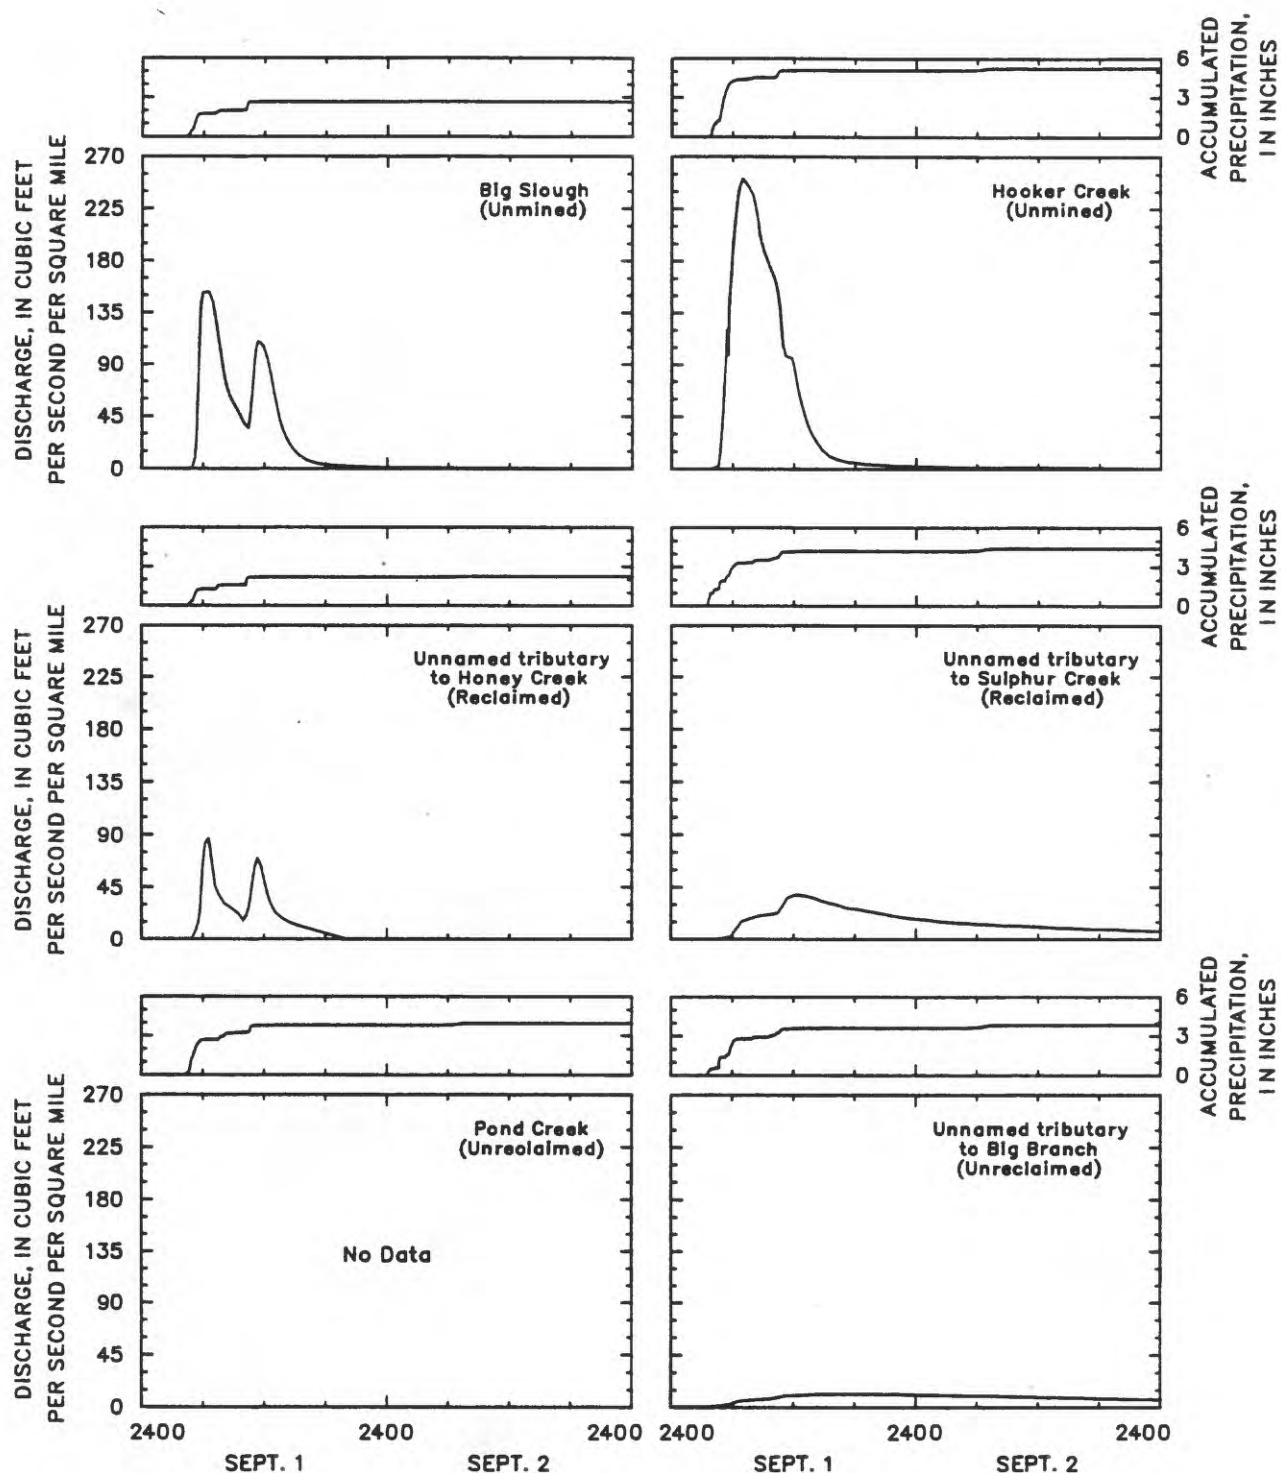 ACCUMULATED
PRECIPITATION,
IN INCHES
6
3
0
DISCHARGE, IN CUBIC FEET
PER SECOND PER SQUARE MILE
270
225
180
135
90
45
0
Big Slough
(Unmined)
Hooker Creek
(Unmined)
ACCUMULATED
PRECIPITATION,
IN INCHES
6
3
0
DISCHARGE, IN CUBIC FEET
PER SECOND PER SQUARE MILE
270
225
180
135
90
45
0
Unnamed tributary
to Honey Creek
(Reclaimed)
Unnamed tributary
to Sulphur Creek
(Reclaimed)
ACCUMULATED
PRECIPITATION,
IN INCHES
6
3
0
DISCHARGE, IN CUBIC FEET
PER SECOND PER SQUARE MILE
270
225
180
135
90
45
0
Pond Creek
(Unreclaimed)
No Data
Unnamed tributary
to Big Branch
(Unreclaimed)
2400 2400 2400 2400 2400
SEPT. 1 SEPT. 2 SEPT. 1 SEPT. 2